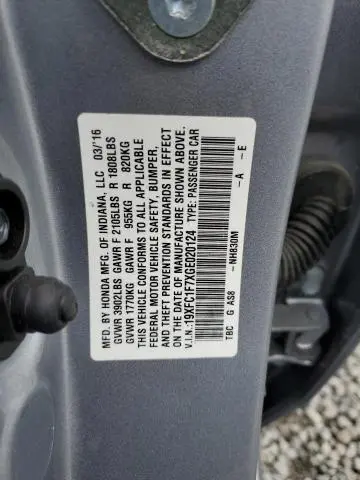 MFD. BY HONDA MFG. OF INDIANA, LLC 03/'16
GVWR 3902LBS GAWR F 2105LBS R 1808LBS
GVWR 1770KG GAWR F 955KG R 820KG
THIS VEHICLE CONFORMS TO ALL APPLICABLE
FEDERAL MOTOR VEHICLE SAFETY, BUMPER,
AND THEFT PREVENTION STANDARDS IN EFFECT
ON THE DATE OF MANUFACTURE SHOWN ABOVE.
V.I.N.:19XFC1F7XGE020124 TYPE: PASSENGER CAR
TBC G AS8 -NH830M -A -E